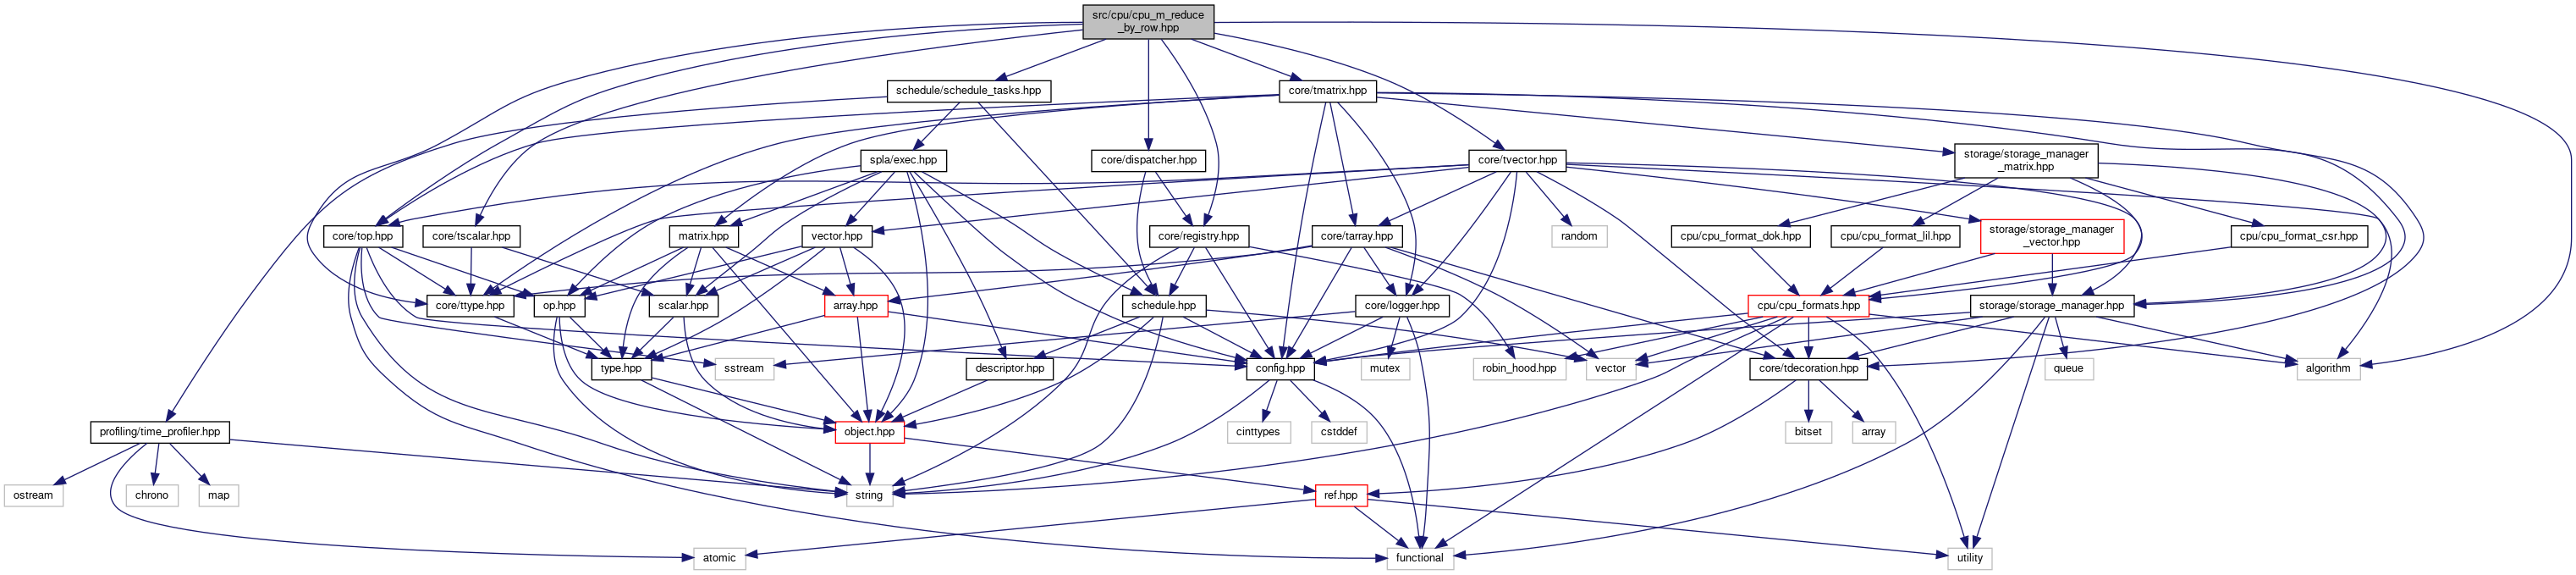 src/cpu/cpu_m_reduce
_by_row.hpp
schedule/schedule_tasks.hpp
core/tmatrix.hpp
spla/exec.hpp
core/dispatcher.hpp
core/tvector.hpp
storage/storage_manager
_matrix.hpp
core/top.hpp
core/tscalar.hpp
matrix.hpp
vector.hpp
core/registry.hpp
core/tarray.hpp
random
cpu/cpu_format_dok.hpp
cpu/cpu_format_lil.hpp
storage/storage_manager
_vector.hpp
cpu/cpu_format_csr.hpp
core/ttype.hpp
op.hpp
scalar.hpp
array.hpp
schedule.hpp
core/logger.hpp
cpu/cpu_formats.hpp
storage/storage_manager.hpp
type.hpp
sstream
descriptor.hpp
config.hpp
mutex
robin_hood.hpp
vector
core/tdecoration.hpp
queue
algorithm
profiling/time_profiler.hpp
object.hpp
cinttypes
cstddef
bitset
array
ostream
chrono
map
string
ref.hpp
atomic
functional
utility